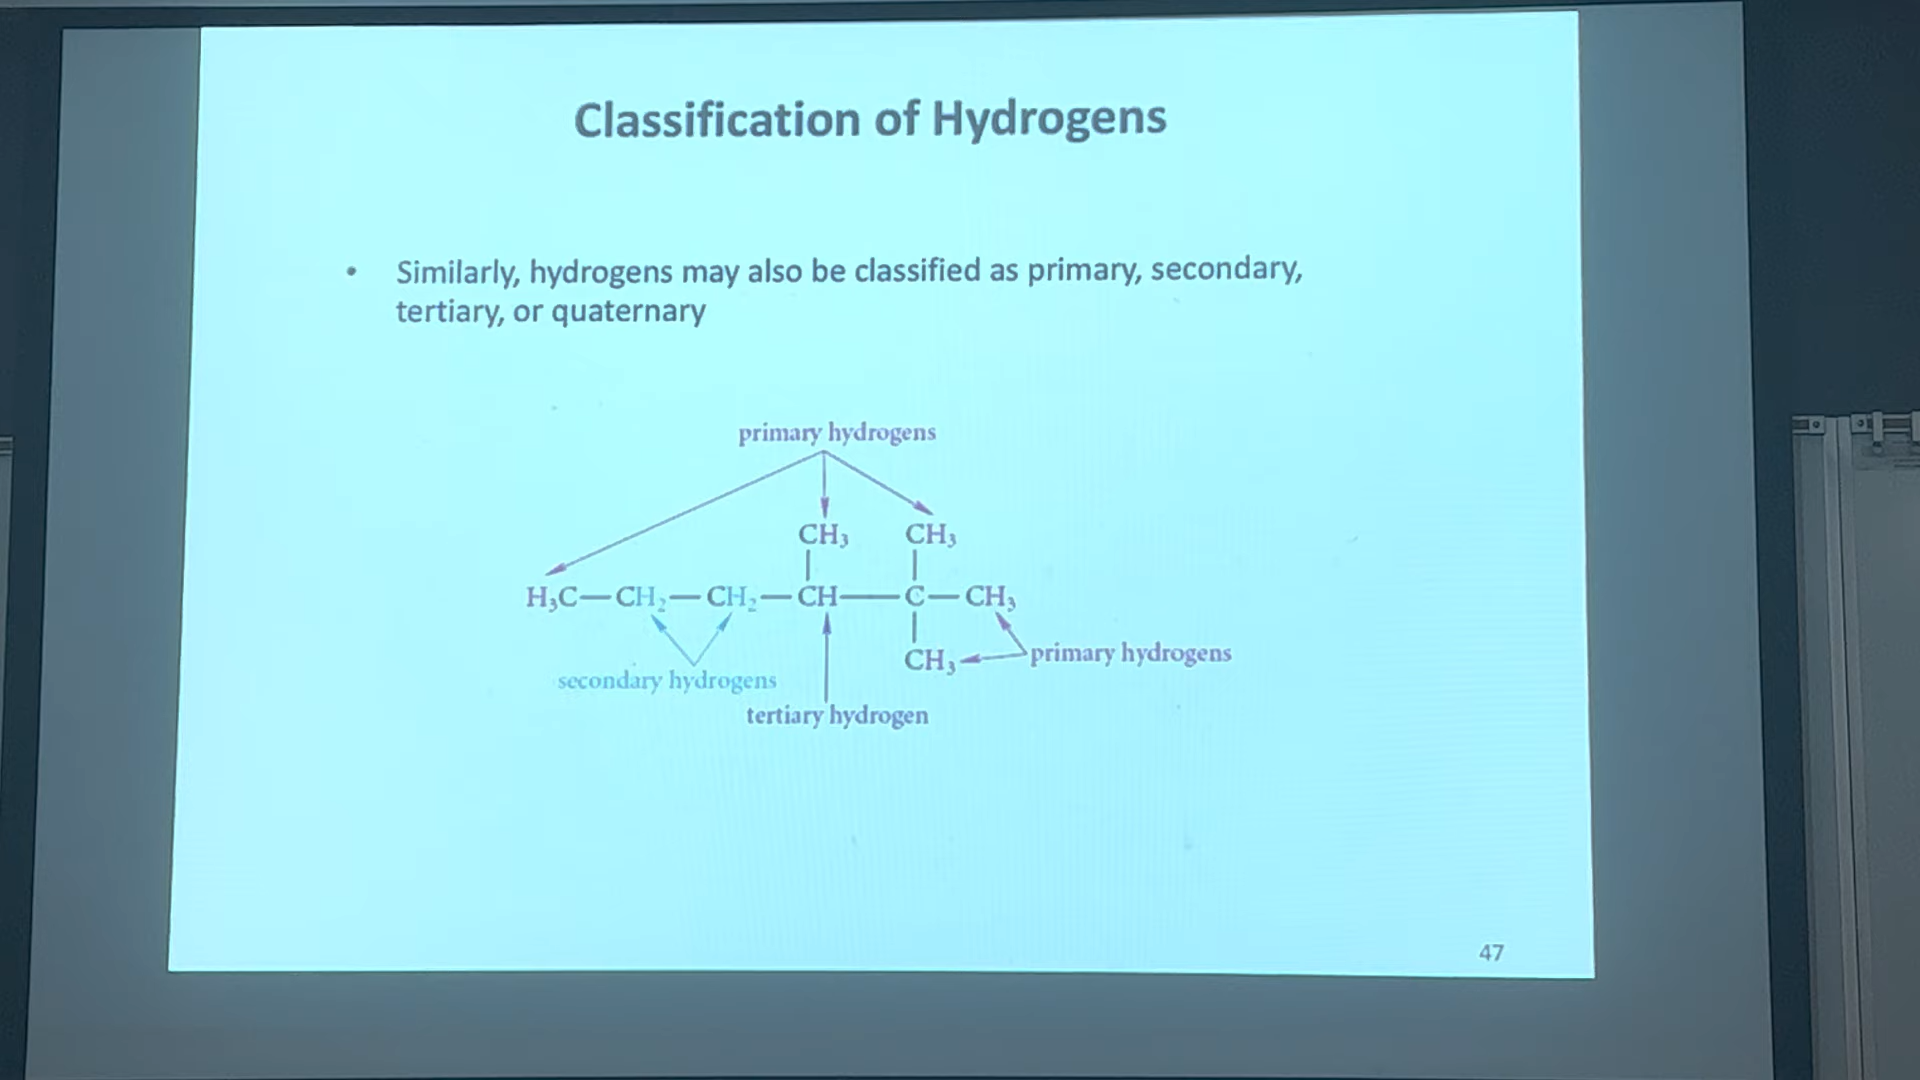 Classification of Hydrogens
• Similarly, hydrogens may also be classified as primary, secondary,
tertiary, or quaternary
primary hydrogens
CH₃ CH₃
H₃C—CH₂—CH₂—CH—C—CH₃
CH₃ primary hydrogens
secondary hydrogens
tertiary hydrogen
47